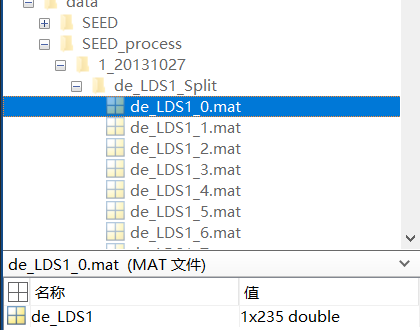 data
SEED
SEED_process
1_20131027
de_LDS1_Split
de_LDS1_0.mat
de_LDS1_1.mat
de_LDS1_2.mat
de_LDS1_3.mat
de_LDS1_4.mat
de_LDS1_5.mat
de_LDS1_6.mat
de_LDS1_0.mat (MAT 文件)
名称 值
de_LDS1 1x235 double